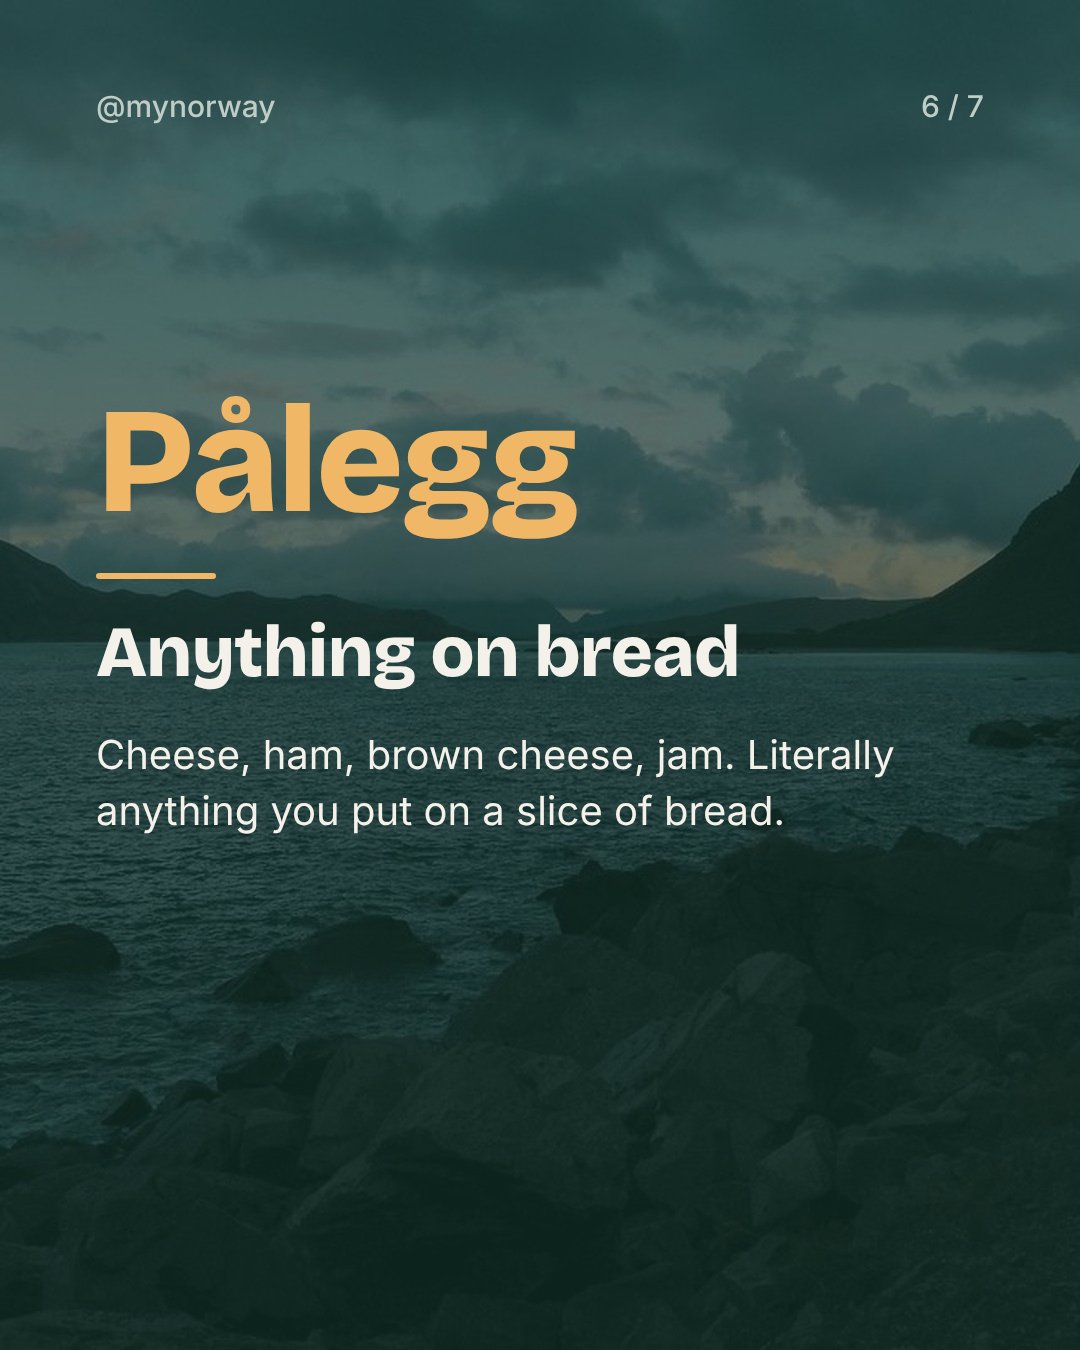 @mynorway
6 / 7
Pålegg
Anything on bread
Cheese, ham, brown cheese, jam. Literally
anything you put on a slice of bread.